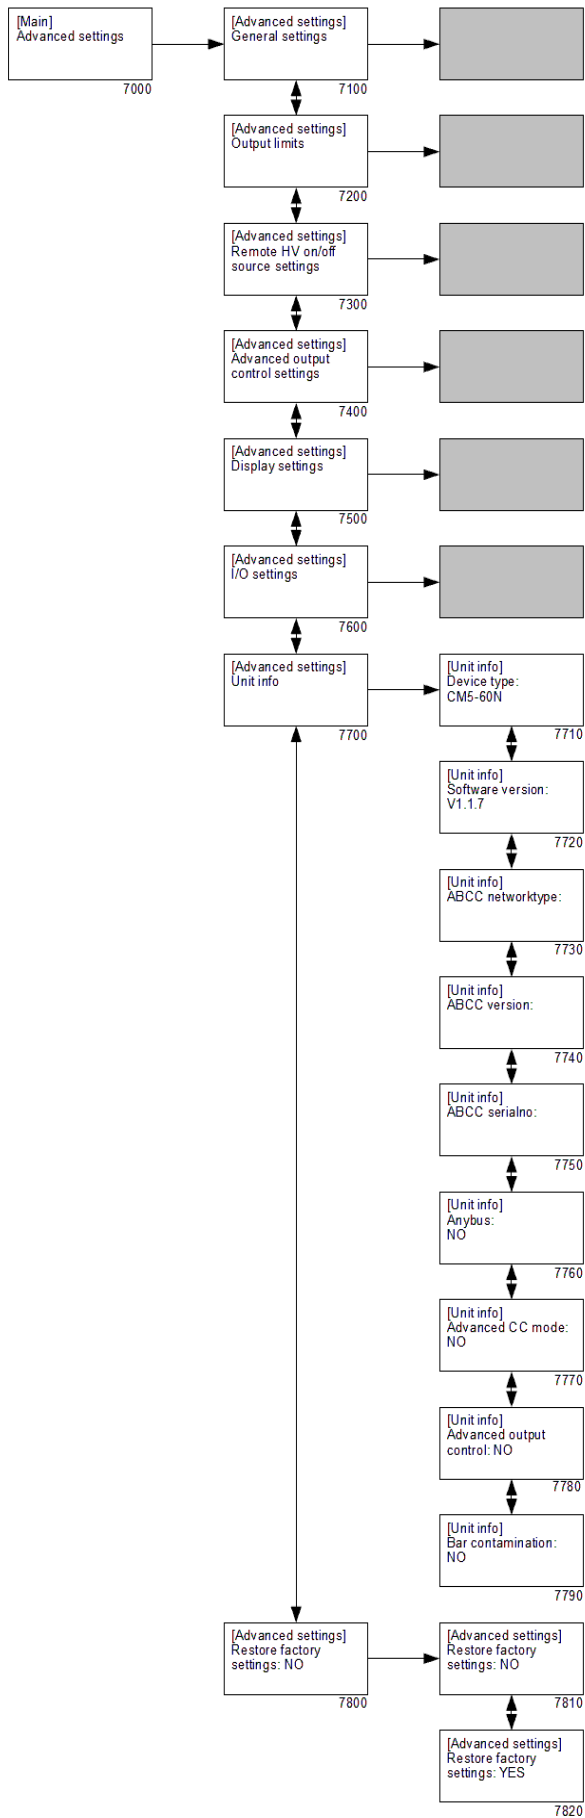 [Main]
Advanced settings
7000
[Advanced settings]
General settings
7100
[Advanced settings]
Output limits
7200
[Advanced settings]
Remote HV on/off
source settings
7300
[Advanced settings]
Advanced output
control settings
7400
[Advanced settings]
Display settings
7500
[Advanced settings]
I/O settings
7600
[Advanced settings]
Unit info
7700
[Unit info]
Device type:
CM5-60N
7710
[Unit info]
Software version:
V1.1.7
7720
[Unit info]
ABCC networktype:
7730
[Unit info]
ABCC version:
7740
[Unit info]
ABCC serialno:
7750
[Unit info]
Anybus:
NO
7760
[Unit info]
Advanced CC mode:
NO
7770
[Unit info]
Advanced output
control: NO
7780
[Unit info]
Bar contamination:
NO
7790
[Advanced settings]
Restore factory
settings: NO
7800
[Advanced settings]
Restore factory
settings: NO
7810
[Advanced settings]
Restore factory
settings: YES
7820